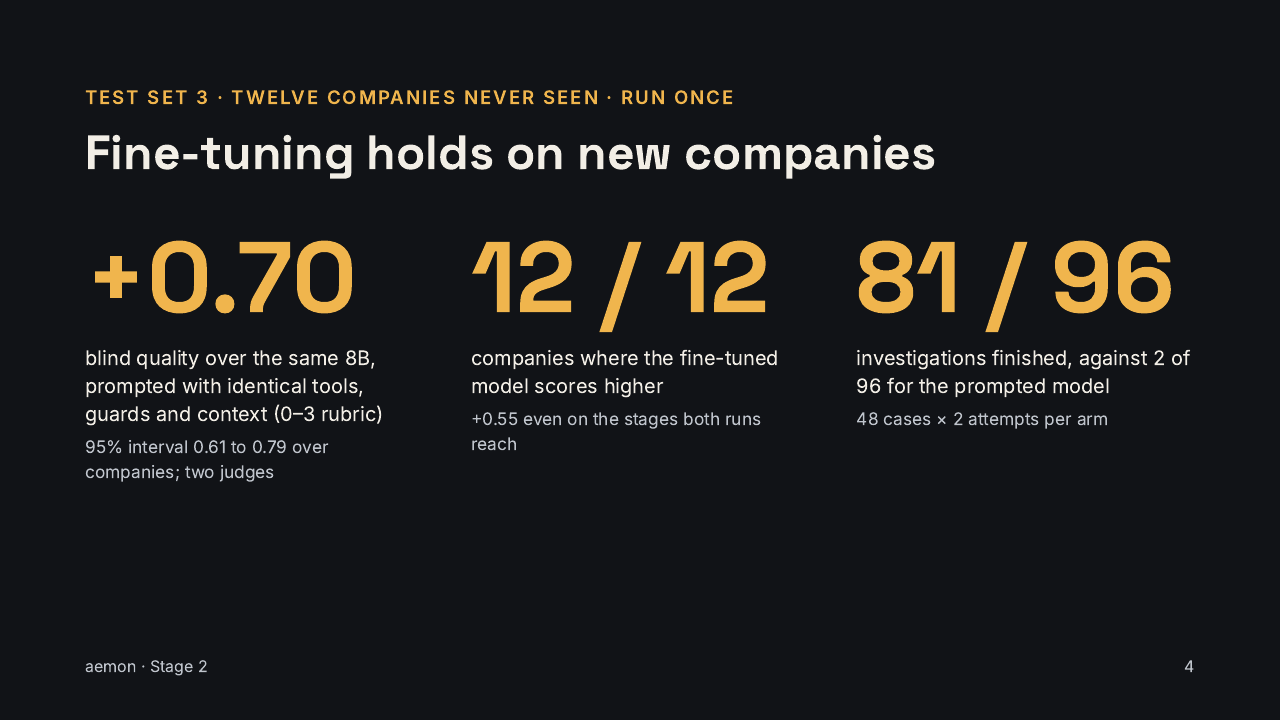 TEST SET 3 · TWELVE COMPANIES NEVER SEEN · RUN ONCE
Fine-tuning holds on new companies
+0.70
blind quality over the same 8B,
prompted with identical tools,
guards and context (0–3 rubric)
95% interval 0.61 to 0.79 over
companies; two judges
12 / 12
companies where the fine-tuned
model scores higher
+0.55 even on the stages both runs
reach
81 / 96
investigations finished, against 2 of
96 for the prompted model
48 cases × 2 attempts per arm
aemon · Stage 2
4